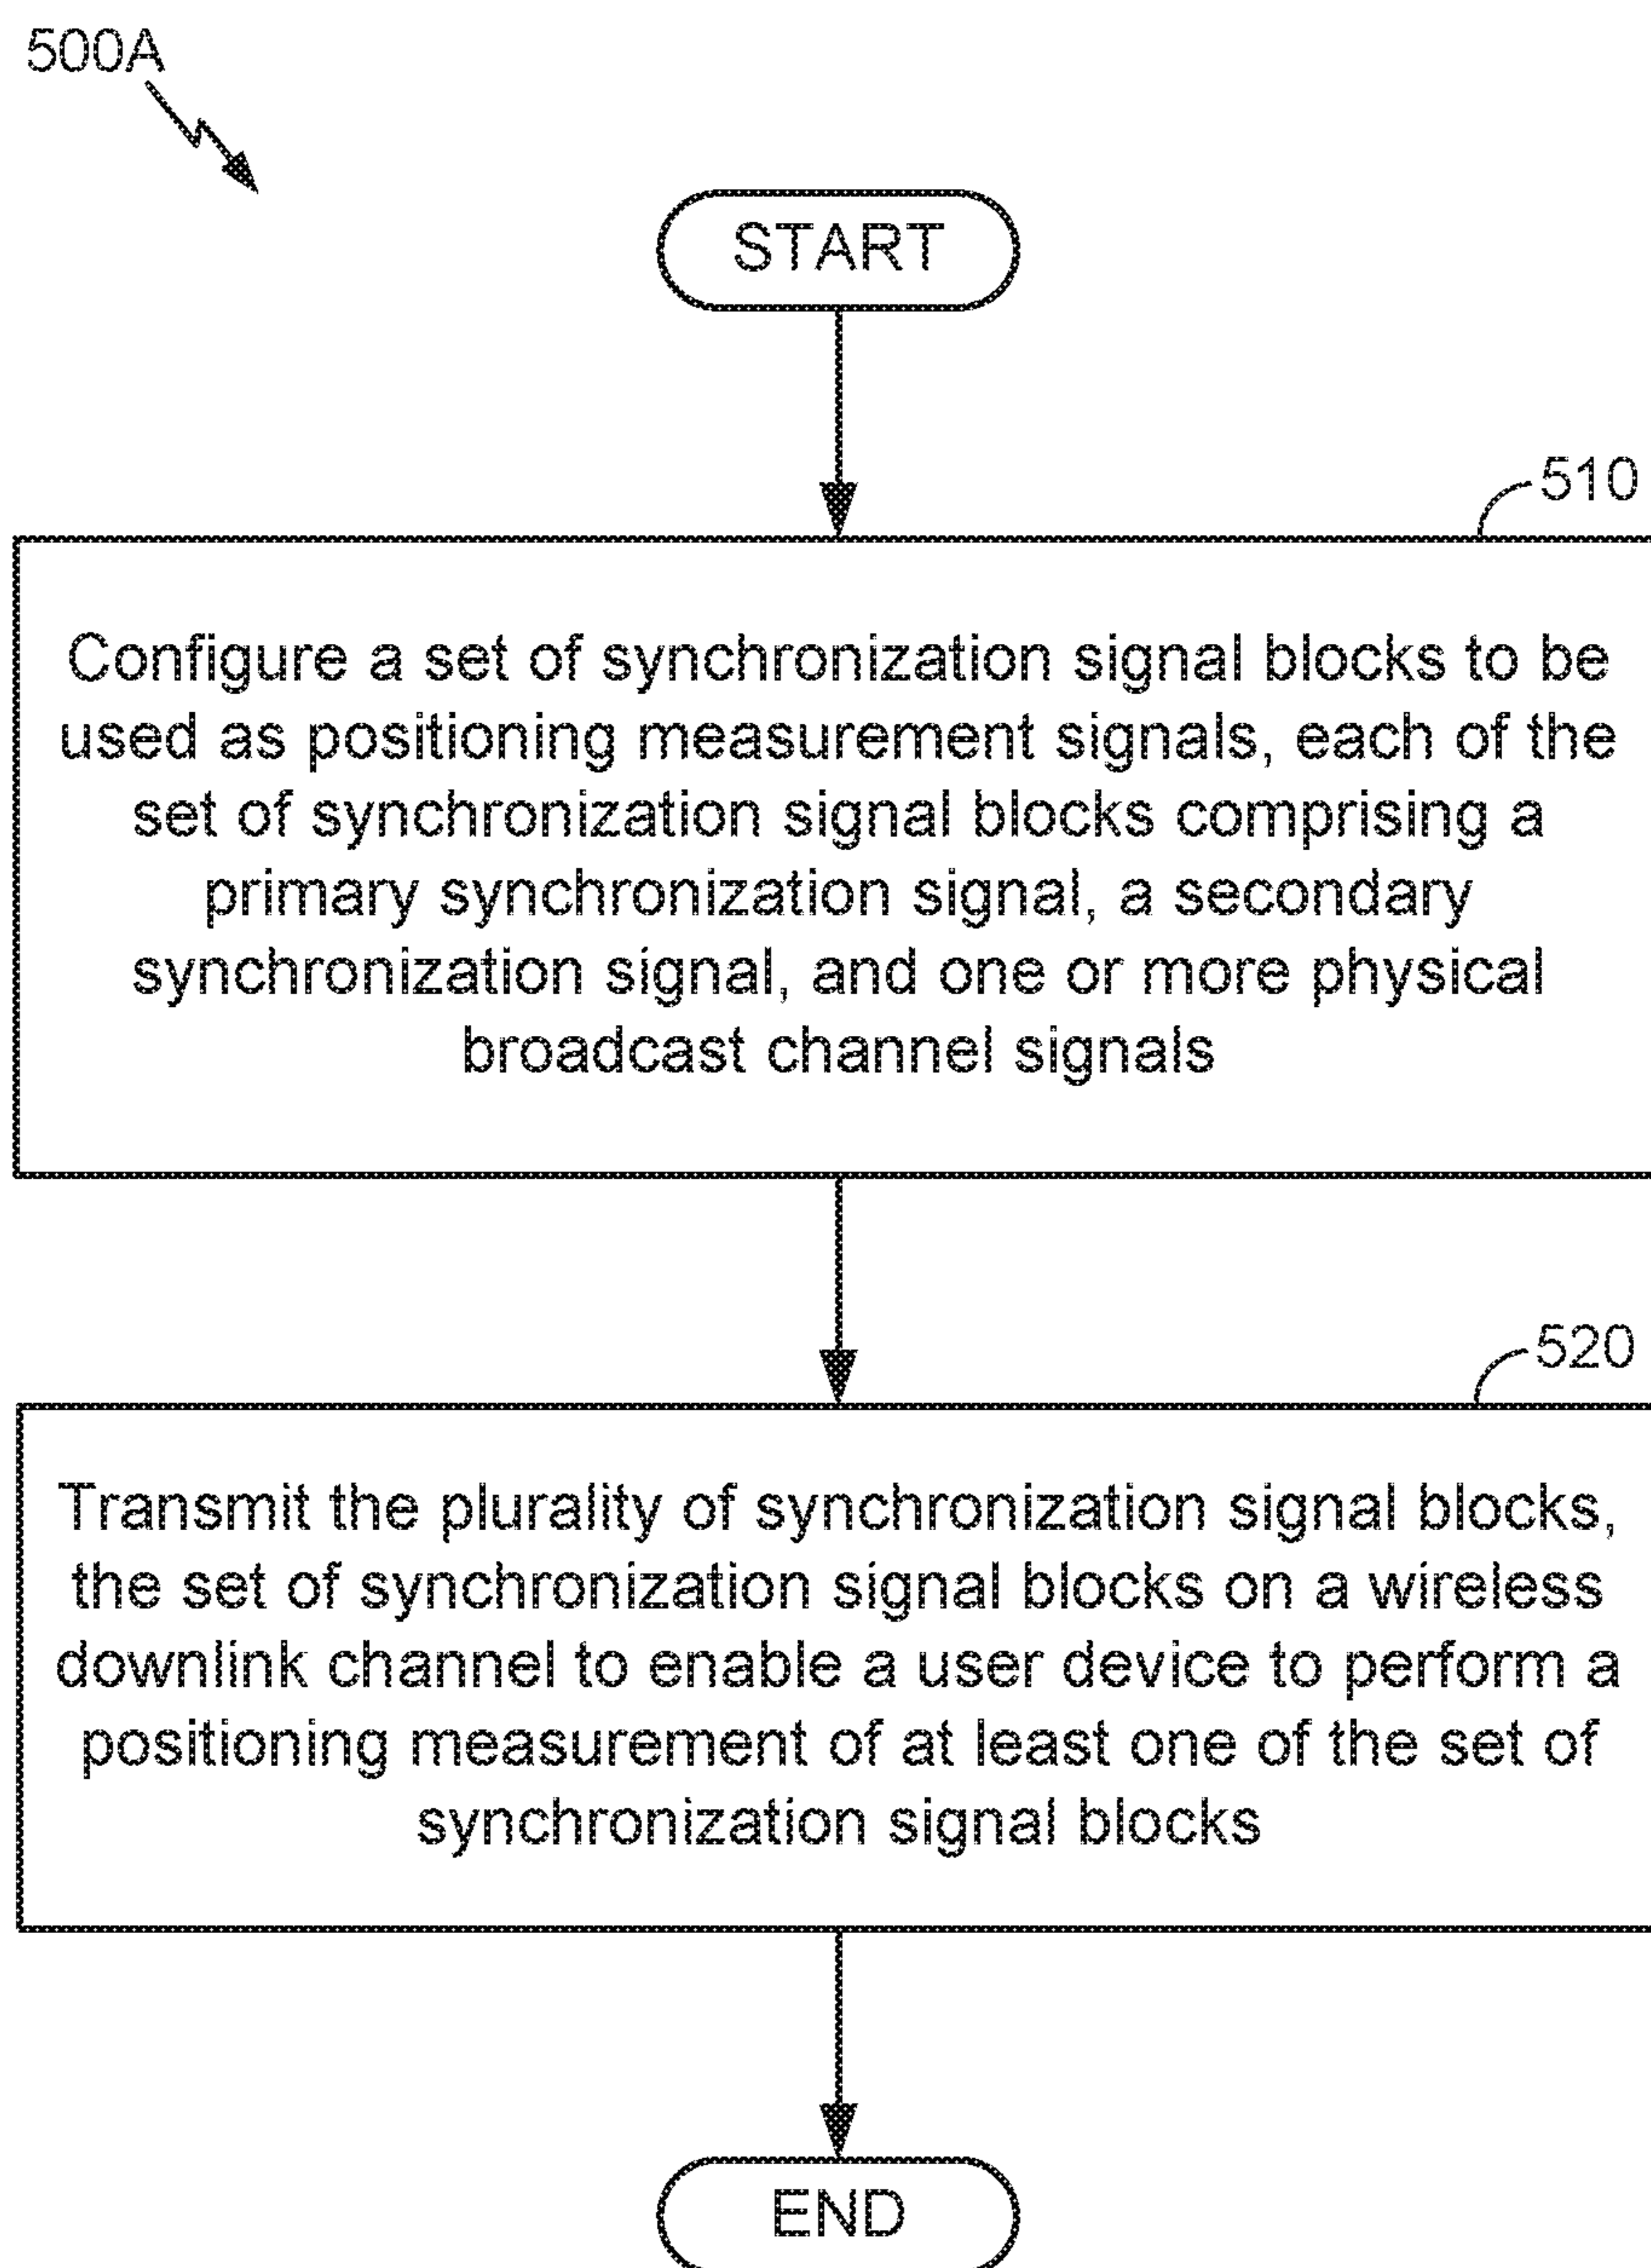 500A
START
510
Configure a set of synchronization signal blocks to be
used as positioning measurement signals, each of the
set of synchronization signal blocks comprising a
primary synchronization signal, a secondary
synchronization signal, and one or more physical
broadcast channel signals
520
Transmit the plurality of synchronization signal blocks,
the set of synchronization signal blocks on a wireless
downlink channel to enable a user device to perform a
positioning measurement of at least one of the set of
synchronization signal blocks
END